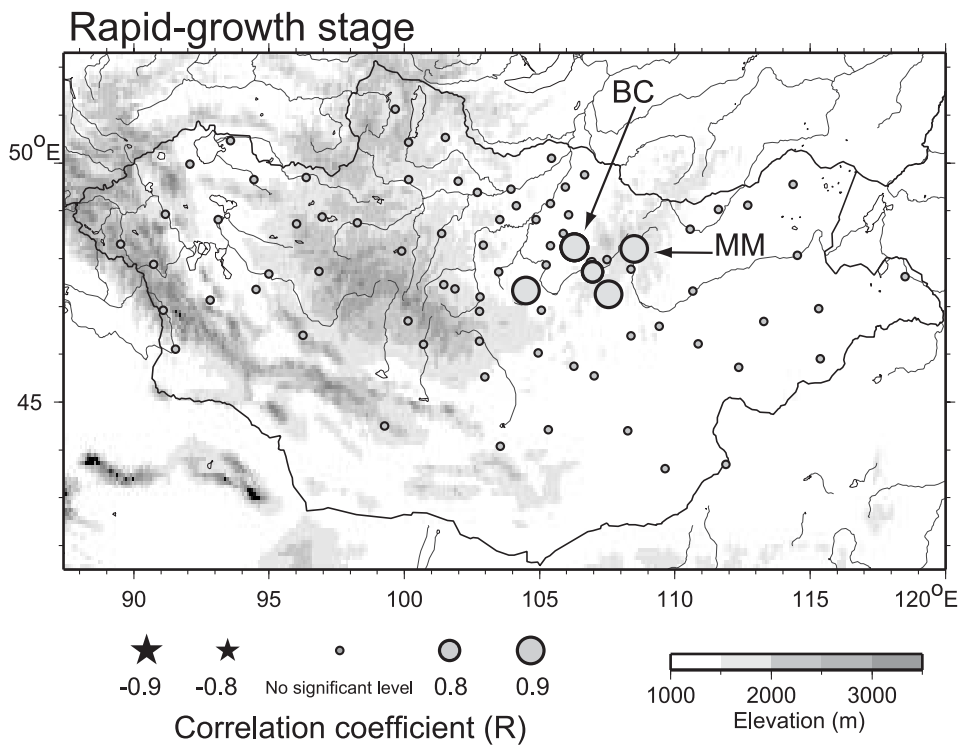 Rapid-growth stage
BC
50°E
MM
45
90 95 100 105 110 115 120°E
-0.9 -0.8 No significant level 0.8 0.9
1000 2000 3000
Elevation (m)
Correlation coefficient (R)